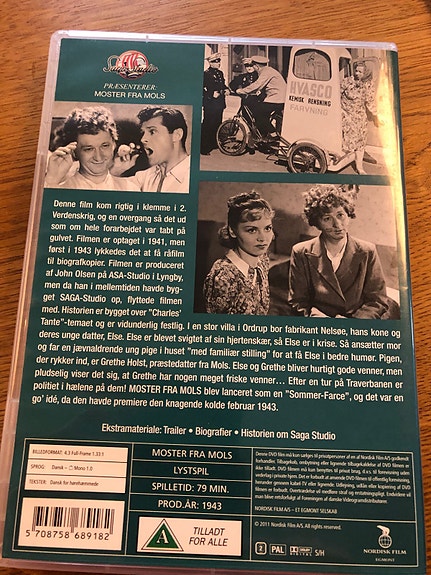 PRÆSENTERER:
MOSTER FRA MOLS
HVASCO
KEMISK RENSNING
FARVNING
Denne film kom rigtig i klemme i 2.
Verdenskrig, og en overgang så det ud
som om hele forarbejdet var tabt på
gulvet. Filmen er optaget i 1941, men
først i 1943 lykkedes det at få råfilm
til biografkopier. Filmen er produceret
af John Olsen på ASA-Studio i Lyngby,
men da han i mellemtiden havde byg-
get SAGA-Studio op, flyttede filmen
med. Historien er bygget over "Charles'
Tante"-temaet og er vidunderlig festlig. I en stor villa i Ordrup bor fabrikant Nelsøe, hans kone og
deres unge datter, Else. Else er blevet svigtet af sin hjertenskær, så Else er i krise. Så ansætter mor
og far en jævnaldrende ung pige i huset "med familiær stilling" for at få Else i bedre humør. Pigen,
der rykker ind, er Grethe Holst, præstedatter fra Mols. Else og Grethe bliver hurtigt gode venner, men
pludselig viser det sig, at Grethe har nogen meget friske venner... Efter en tur på Traverbanen er
politiet i hælene på dem! MOSTER FRA MOLS blev lanceret som en "Sommer-Farce", og det var en
go' idé, da den havde premiere den knagende kolde februar 1943.
Ekstramateriale: Trailer • Biografier • Historien om Saga Studio
BILLEDFORMAT: 4:3 Full-Frame 1.33:1
SPROG: Dansk - Mono 1.0
TEKSTER: Dansk for hørehæmmede
5 708758 689182
MOSTER FRA MOLS
LYSTSPIL
SPILLETID: 79 MIN.
PROD.ÅR: 1943
A
TILLADT
FOR ALLE
NORDISK FILM A/S - ET EGMONT SELSKAB
© 2011 Nordisk Film A/S. All rights reserved.
2
PAL
DOLBY
DIGITAL
S/H
NORDISK FILM
EGMONT